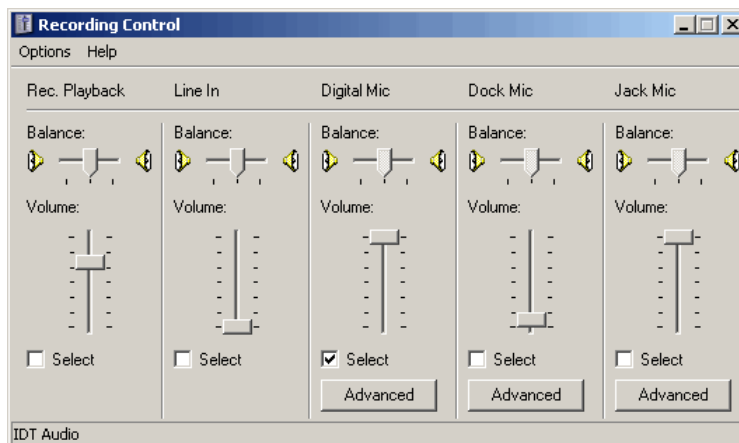 Recording Control
Options Help
Rec. Playback Line In Digital Mic Dock Mic Jack Mic
Balance: Balance: Balance: Balance: Balance:
Volume: Volume: Volume: Volume: Volume:
Select Select Select Select Select
Advanced Advanced Advanced
IDT Audio